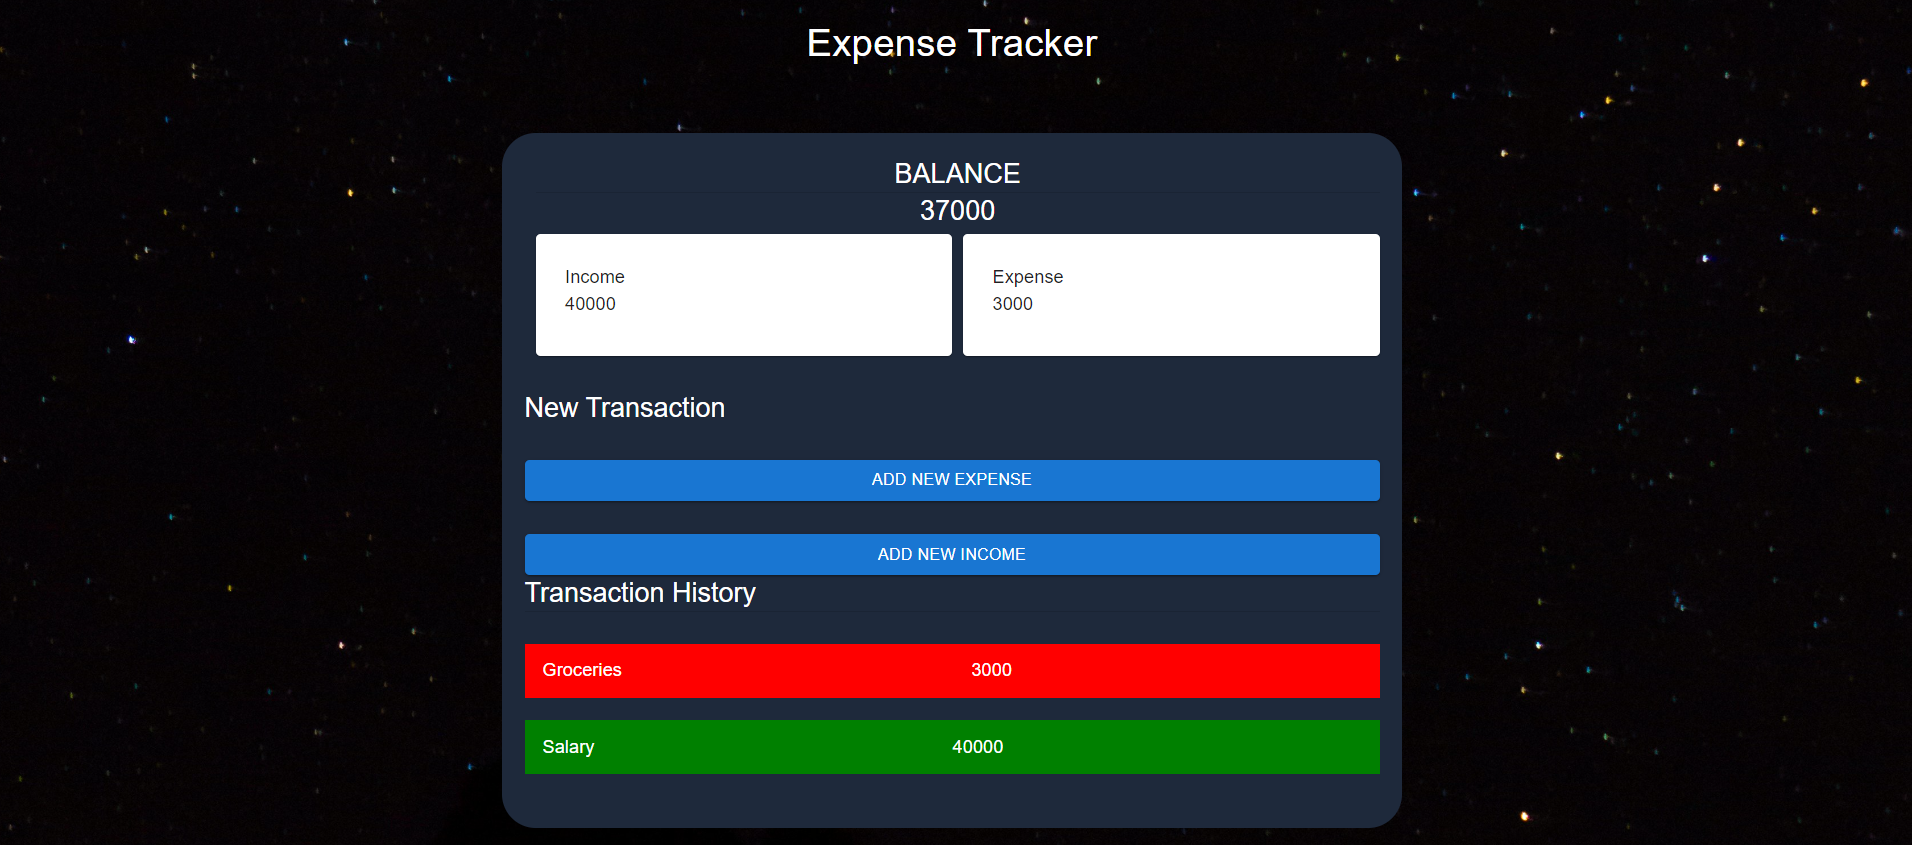 Expense Tracker
BALANCE
37000
Income
40000
Expense
3000
New Transaction
ADD NEW EXPENSE
ADD NEW INCOME
Transaction History
Groceries 3000
Salary 40000